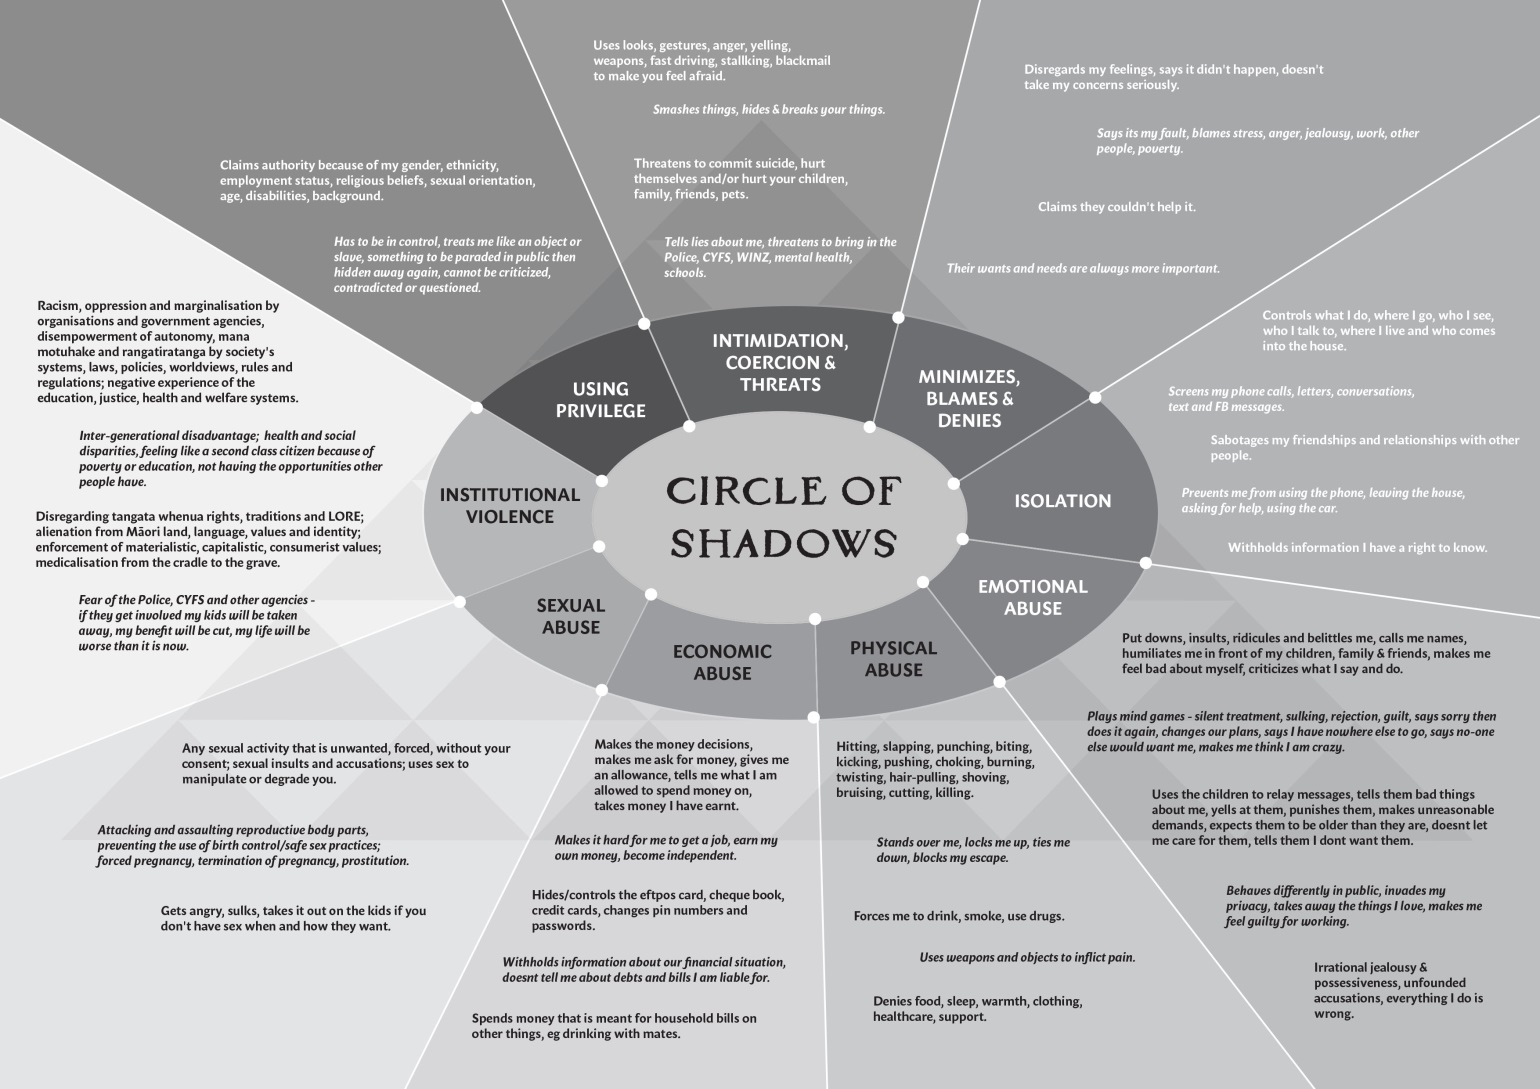 Uses looks, gestures, anger, yelling,
weapons, fast driving, stallking, blackmail
to make you feel afraid.
Smashes things, hides & breaks your things.
Threatens to commit suicide, hurt
themselves and/or hurt your children,
family, friends, pets.
Tells lies about me, threatens to bring in the
Police, CYFS, WINZ, mental health,
schools.
Disregards my feelings, says it didn't happen, doesn't
take my concerns seriously.
Says its my fault, blames stress, anger, jealousy, work, other
people, poverty.
Claims they couldn't help it.
Their wants and needs are always more important.
Claims authority because of my gender, ethnicity,
employment status, religious beliefs, sexual orientation,
age, disabilities, background.
Has to be in control, treats me like an object or
slave, something to be paraded in public then
hidden away again, cannot be criticized,
contradicted or questioned.
Racism, oppression and marginalisation by
organisations and government agencies,
disempowerment of autonomy, mana
motuhake and rangatiratanga by society's
systems, laws, policies, worldviews, rules and
regulations; negative experience of the
education, justice, health and welfare systems.
Inter-generational disadvantage; health and social
disparities, feeling like a second class citizen because of
poverty or education, not having the opportunities other
people have.
Disregarding tangata whenua rights, traditions and LORE;
alienation from Māori land, language, values and identity;
enforcement of materialistic, capitalistic, consumerist values;
medicalisation from the cradle to the grave.
Fear of the Police, CYFS and other agencies -
if they get involved my kids will be taken
away, my benefit will be cut, my life will be
worse than it is now.
USING
PRIVILEGE
INTIMIDATION,
COERCION &
THREATS
MINIMIZES,
BLAMES &
DENIES
ISOLATION
EMOTIONAL
ABUSE
PHYSICAL
ABUSE
ECONOMIC
ABUSE
SEXUAL
ABUSE
INSTITUTIONAL
VIOLENCE
CIRCLE OF
SHADOWS
Controls what I do, where I go, who I see,
who I talk to, where I live and who comes
into the house.
Screens my phone calls, letters, conversations,
text and FB messages.
Sabotages my friendships and relationships with other
people.
Prevents me from using the phone, leaving the house,
asking for help, using the car.
Withholds information I have a right to know.
Put downs, insults, ridicules and belittles me, calls me names,
humiliates me in front of my children, family & friends, makes me
feel bad about myself, criticizes what I say and do.
Plays mind games - silent treatment, sulking, rejection, guilt, says sorry then
does it again, changes our plans, says I have nowhere else to go, says no-one
else would want me, makes me think I am crazy.
Uses the children to relay messages, tells them bad things
about me, yells at them, punishes them, makes unreasonable
demands, expects them to be older than they are, doesnt let
me care for them, tells them I dont want them.
Behaves differently in public, invades my
privacy, takes away the things I love, makes me
feel guilty for working.
Irrational jealousy &
possessiveness, unfounded
accusations, everything I do is
wrong.
Any sexual activity that is unwanted, forced, without your
consent; sexual insults and accusations; uses sex to
manipulate or degrade you.
Attacking and assaulting reproductive body parts,
preventing the use of birth control/safe sex practices;
forced pregnancy, termination of pregnancy, prostitution.
Gets angry, sulks, takes it out on the kids if you
don't have sex when and how they want.
Makes the money decisions,
makes me ask for money, gives me
an allowance, tells me what I am
allowed to spend money on,
takes money I have earnt.
Makes it hard for me to get a job, earn my
own money, become independent.
Hides/controls the eftpos card, cheque book,
credit cards, changes pin numbers and
passwords.
Withholds information about our financial situation,
doesnt tell me about debts and bills I am liable for.
Spends money that is meant for household bills on
other things, eg drinking with mates.
Hitting, slapping, punching, biting,
kicking, pushing, choking, burning,
twisting, hair-pulling, shoving,
bruising, cutting, killing.
Stands over me, locks me up, ties me
down, blocks my escape.
Forces me to drink, smoke, use drugs.
Uses weapons and objects to inflict pain.
Denies food, sleep, warmth, clothing,
healthcare, support.